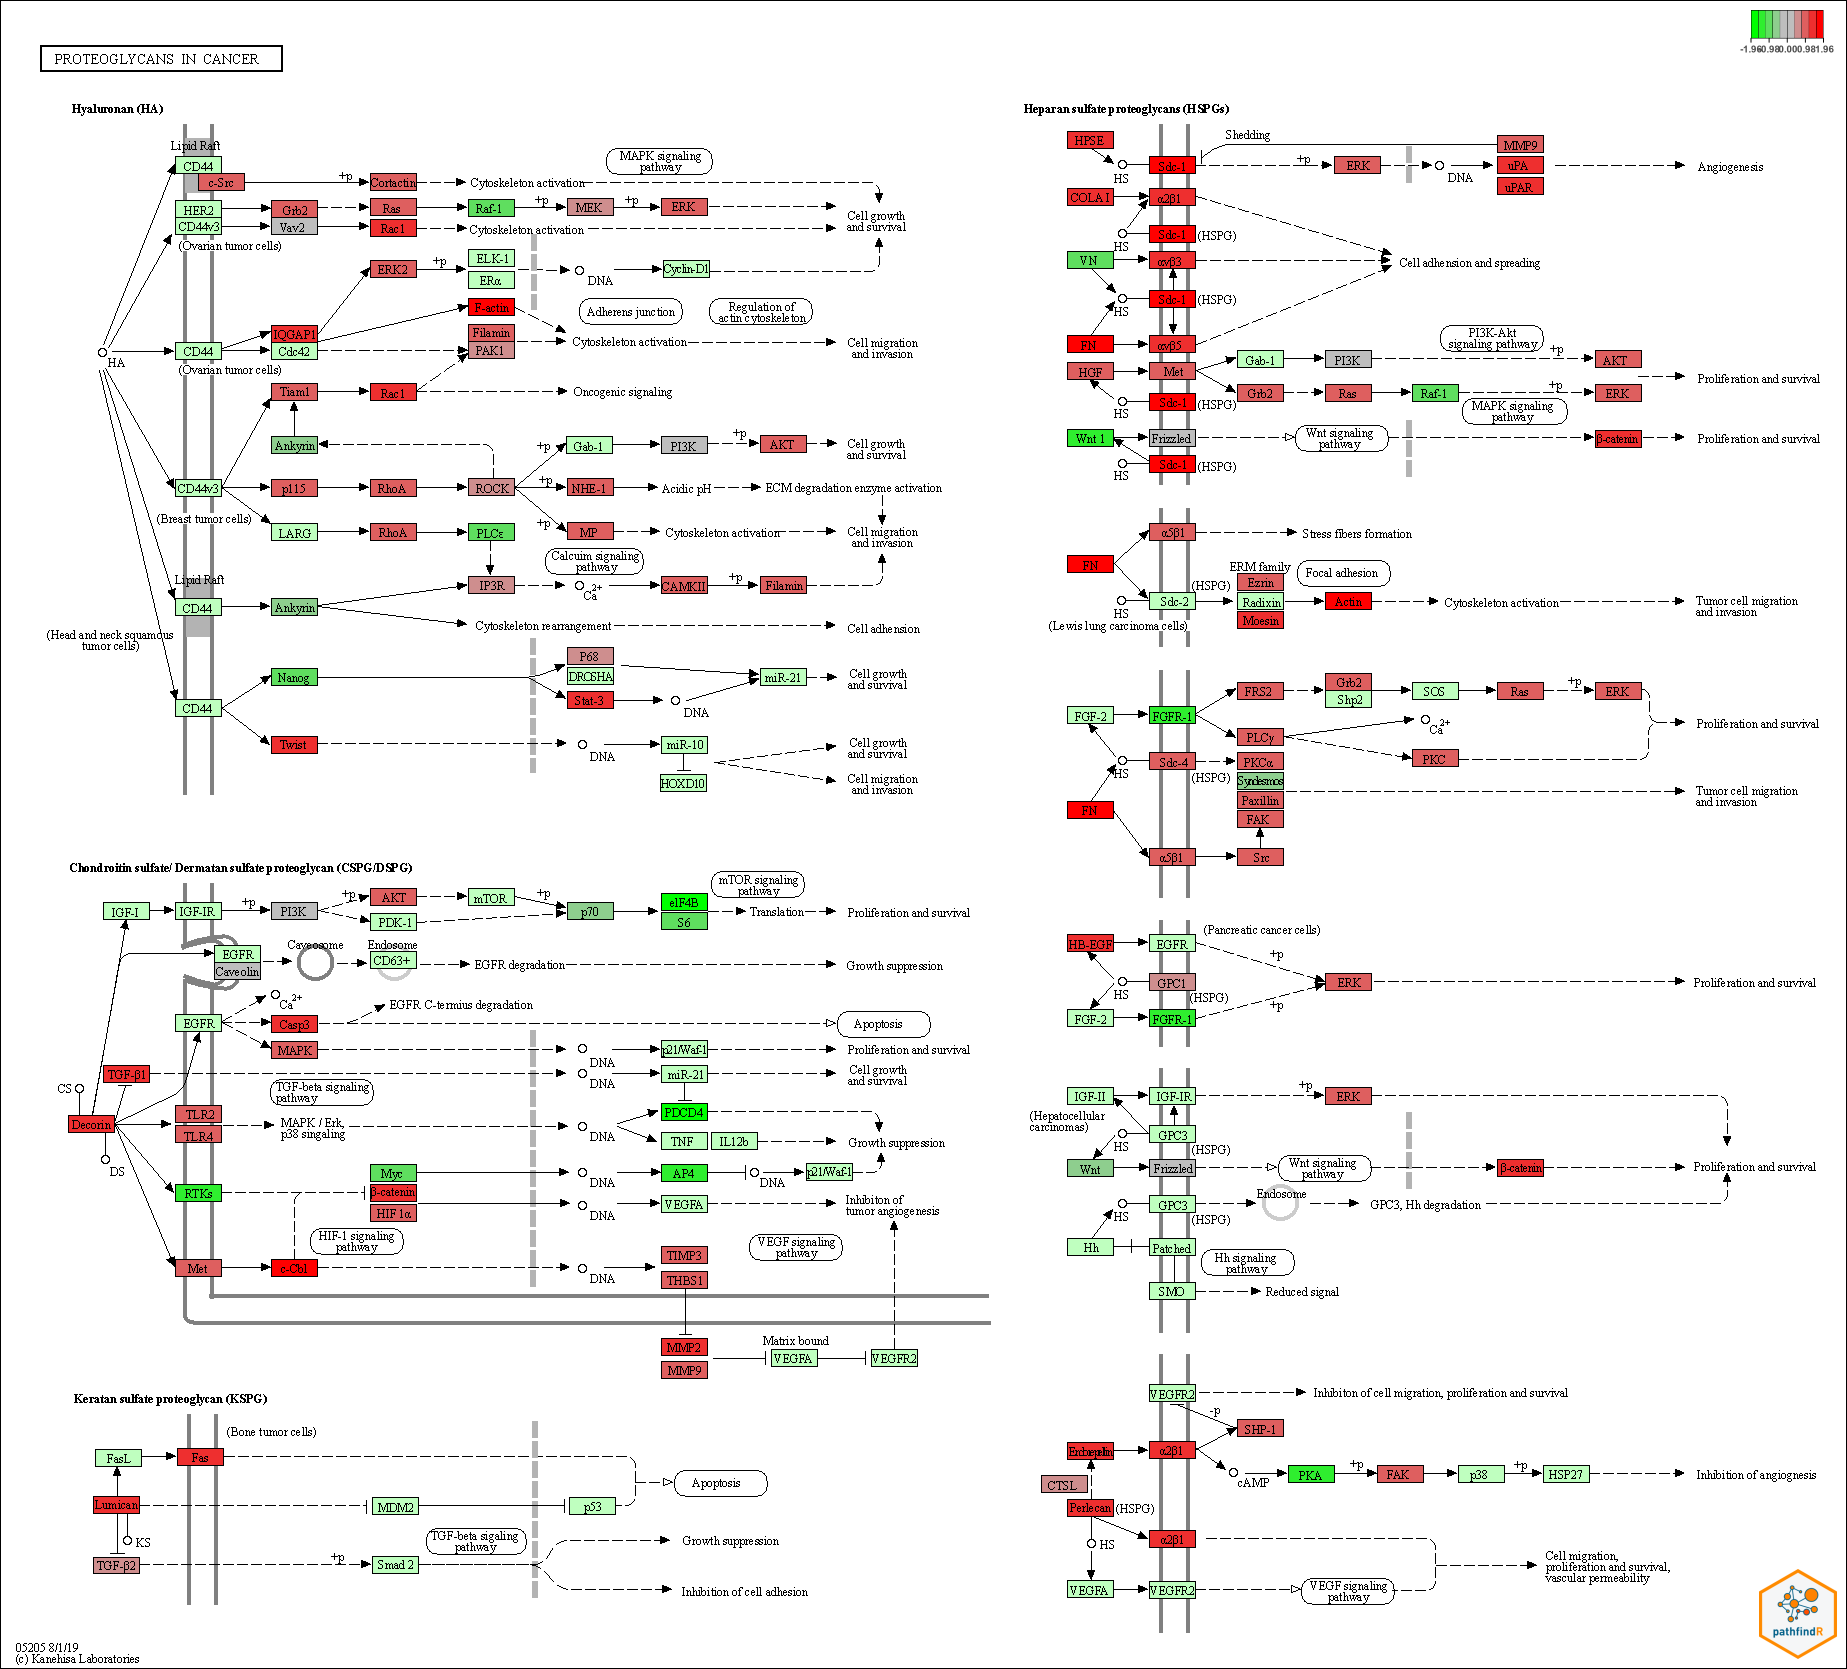 -1.96 0.98 0.00 0.98 1.96
PROTEOGLYCANS IN CANCER
Hyaluronan (HA)
Lipid Raft
CD44
c-Src
+p
Cortactin
Cytoskeleton activation
MAPK signaling
pathway
HER2
Grb2
Ras
Raf-1
+p
MEK
+p
ERK
Cell growth
and survival
CD44v3
Vav2
Rac1
Cytoskeleton activation
(Ovarian tumor cells)
ERK2
+p
ELK-1
ERα
DNA
Cyclin-D1
F-actin
Adherens junction
Regulation of
actin cytoskeleton
HA
CD44
IQGAP1
Cdc42
Filamin
PAK1
Cytoskeleton activation
Cell migration
and invasion
(Ovarian tumor cells)
Tiam1
Rac1
Oncogenic signaling
Ankyrin
+p
Gab-1
PI3K
+p
AKT
Cell growth
and survival
CD44v3
p115
RhoA
ROCK
+p
NHE-1
Acidic pH
ECM degradation enzyme activation
(Breast tumor cells)
LARG
RhoA
PLCε
+p
MP
Cytoskeleton activation
Cell migration
and invasion
Calcuim signaling
pathway
Lipid Raft
CD44
Ankyrin
IP3R
Ca2+
CAMKII
+p
Filamin
Cytoskeleton rearrangement
Cell adhesion
(Head and neck squamous
tumor cells)
Nanog
P68
DROSHA
Stat-3
DNA
miR-21
Cell growth
and survival
CD44
Twist
DNA
miR-10
HOXD10
Cell growth
and survival
Cell migration
and invasion
Chondroitin sulfate/ Dermatan sulfate proteoglycan (CSPG/DSPG)
IGF-I
IGF-IR
+p
PI3K
+p
AKT
PDK-1
mTOR
+p
p70
eIF4B
S6
mTOR signaling
pathway
Translation
Proliferation and survival
EGFR
Caveolin
Caveosome
Endosome
CD63+
EGFR degradation
Growth suppression
Ca2+
EGFR C-termius degradation
EGFR
Casp3
Apoptosis
MAPK
DNA
p21/Waf-1
Proliferation and survival
TGF-β1
DNA
miR-21
Cell growth
and survival
CS
Decorin
DS
TGF-beta signaling
pathway
TLR2
TLR4
MAPK / Erk,
p38 singaling
DNA
PDCD4
TNF
IL12b
Growth suppression
Myc
DNA
AP4
DNA
p21/Waf-1
RTKs
β-catenin
HIF 1α
DNA
VEGFA
Inhibiton of
tumor angiogenesis
HIF-1 signaling
pathway
VEGF signaling
pathway
Met
c-Cbl
DNA
TIMP3
THBS1
MMP2
MMP9
Matrix bound
VEGFA
VEGFR2
Keratan sulfate proteoglycan (KSPG)
(Bone tumor cells)
FasL
Fas
Apoptosis
Lumican
MDM2
p53
KS
TGF-β2
+p
Smad 2
TGF-beta sigaling
pathway
Growth suppression
Inhibition of cell adhesion
Heparan sulfate proteoglycans (HSPGs)
HPSE
HS
Sdc-1
Shedding
+p
ERK
DNA
MMP9
uPA
uPAR
Angiogenesis
COLA1
α2β1
HS
Sdc-1
(HSPG)
VN
αvβ3
Cell adhesion and spreading
HS
Sdc-1
(HSPG)
FN
αvβ5
PI3K-Akt
signaling pathway
HGF
Met
Gab-1
PI3K
+p
AKT
Grb2
Ras
Raf-1
+p
ERK
Proliferation and survival
HS
Sdc-1
(HSPG)
MAPK signaling
pathway
Wnt 1
Frizzled
Wnt signaling
pathway
β-catenin
Proliferation and survival
HS
Sdc-1
(HSPG)
α5β1
Stress fibers formation
FN
HS
Sdc-2
(HSPG)
ERM family
Ezrin
Radixin
Moesin
Focal adhesion
Actin
Cytoskeleton activation
Tumor cell migration
and invasion
(Lewis lung carcinoma cells)
FGF-2
FGFR-1
FRS2
Grb2
Shp2
SOS
Ras
+p
ERK
Ca2+
Proliferation and survival
PLCγ
PKC
HS
Sdc-4
(HSPG)
PKCα
Syndesmos
Paxillin
FAK
Tumor cell migration
and invasion
FN
α5β1
Src
(Pancreatic cancer cells)
HB-EGF
EGFR
+p
HS
GPC1
(HSPG)
ERK
Proliferation and survival
+p
FGF-2
FGFR-1
IGF-II
IGF-IR
+p
ERK
(Hepatocellular
carcinomas)
HS
GPC3
(HSPG)
Wnt
Frizzled
Wnt signaling
pathway
β-catenin
Proliferation and survival
HS
GPC3
(HSPG)
Endosome
GPC3, Hh degradation
Hh
Patched
Hh signaling
pathway
SMO
Reduced signal
VEGFR2
Inhibiton of cell migration, proliferation and survival
-p
SHP-1
α2β1
cAMP
PKA
+p
FAK
p38
+p
HSP27
Inhibition of angiognesis
CTSL
Perlecan
(HSPG)
HS
α2β1
Cell migration,
proliferation and survival,
vascular permeability
VEGFA
VEGFR2
VEGF signaling
pathway
pathfindR
05205 8/1/19
(c) Kanehisa Laboratories